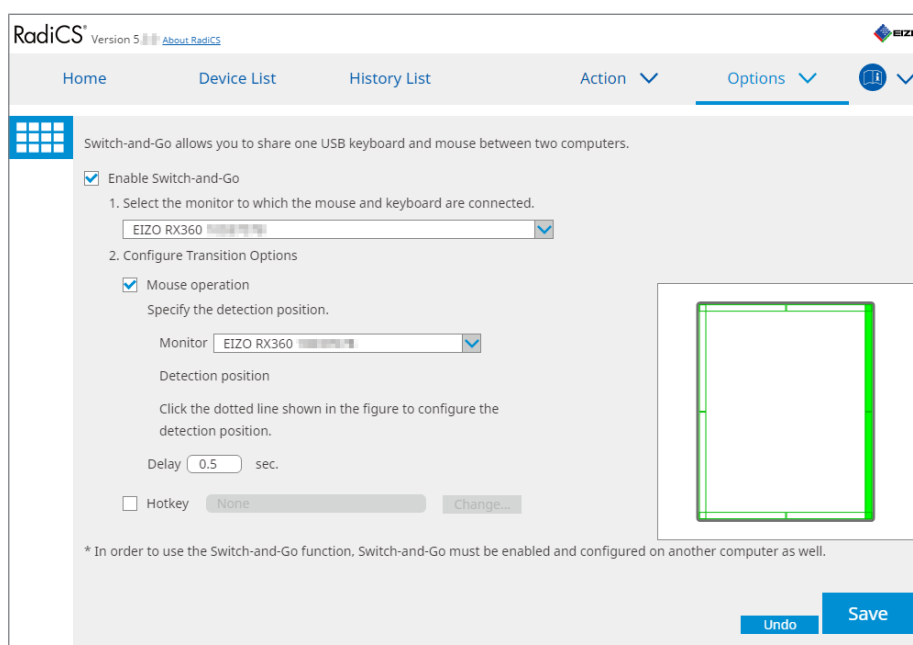 RadiCS® Version 5. About RadiCS
EIZ
Home Device List History List Action Options
Switch-and-Go allows you to share one USB keyboard and mouse between two computers.
Enable Switch-and-Go
1. Select the monitor to which the mouse and keyboard are connected.
EIZO RX360
2. Configure Transition Options
Mouse operation
Specify the detection position.
Monitor EIZO RX360
Detection position
Click the dotted line shown in the figure to configure the
detection position.
Delay 0.5 sec.
Hotkey None Change...
* In order to use the Switch-and-Go function, Switch-and-Go must be enabled and configured on another computer as well.
Undo Save